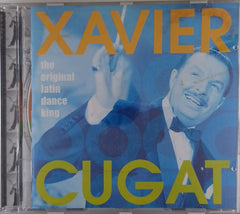 XAVIER
the
original
latin
dance
king
CUGAT